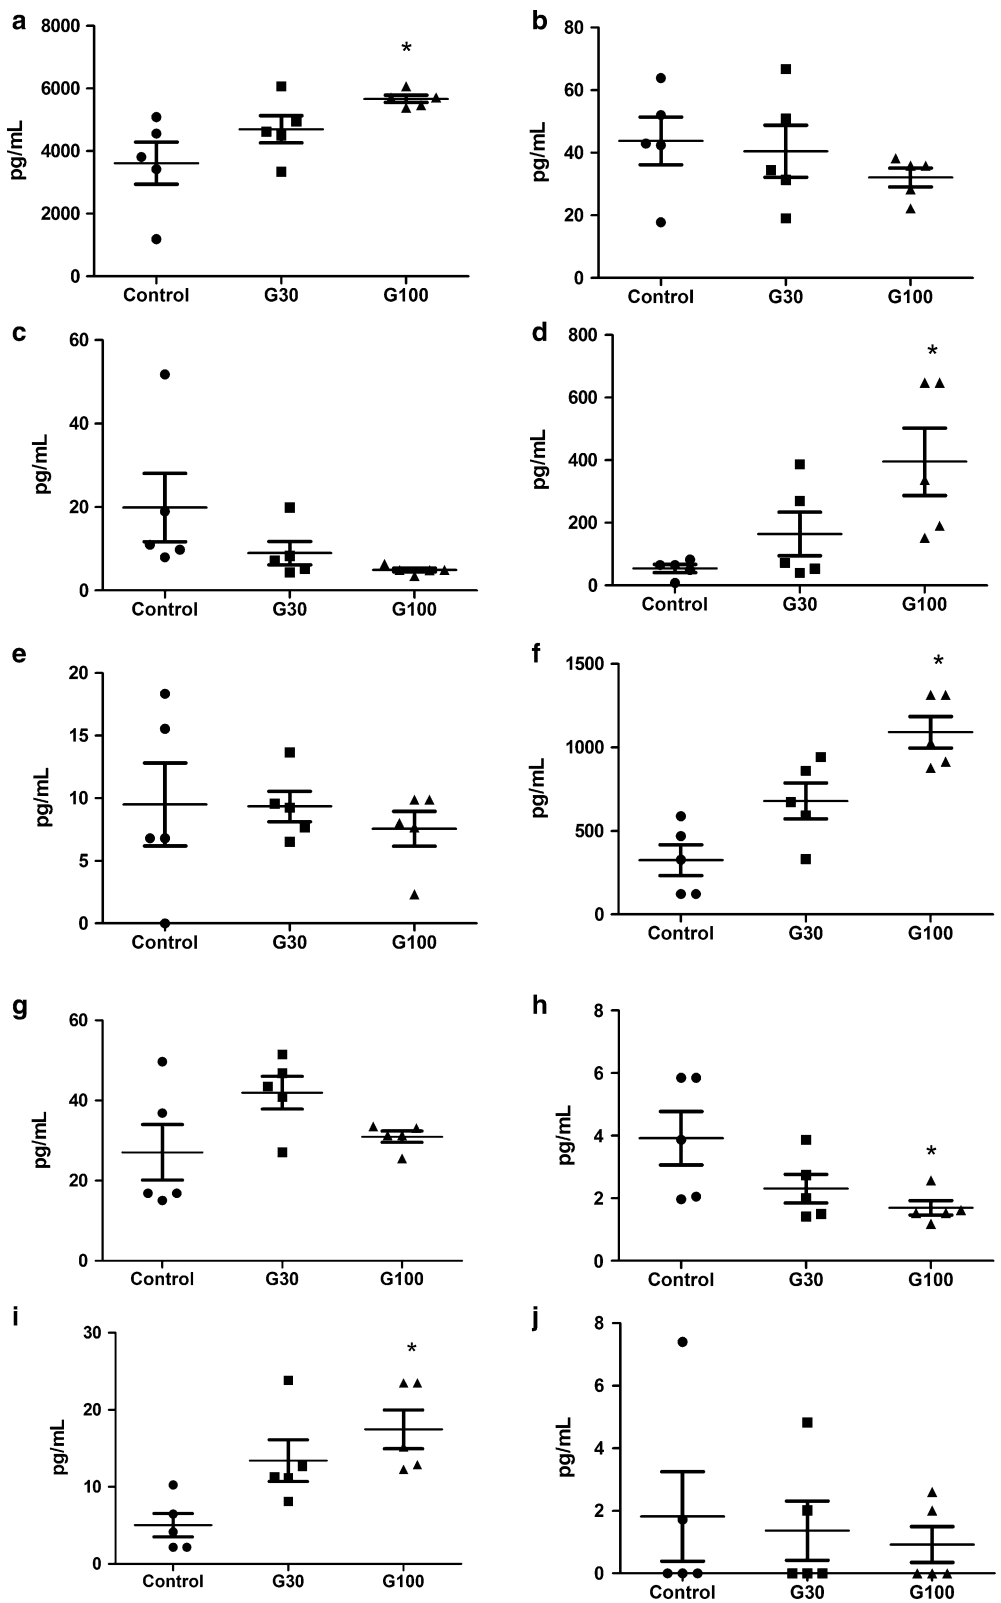 a
8000
6000
4000
2000
0
pg/mL
*
Control G30 G100
b
80
60
40
20
0
pg/mL
Control G30 G100
c
60
40
20
0
pg/mL
Control G30 G100
d
800
600
400
200
0
pg/mL
*
Control G30 G100
e
20
15
10
5
0
pg/mL
Control G30 G100
f
1500
1000
500
0
pg/mL
*
Control G30 G100
g
60
40
20
0
pg/mL
Control G30 G100
h
8
6
4
2
0
pg/mL
*
Control G30 G100
i
30
20
10
0
pg/mL
*
Control G30 G100
j
8
6
4
2
0
pg/mL
Control G30 G100